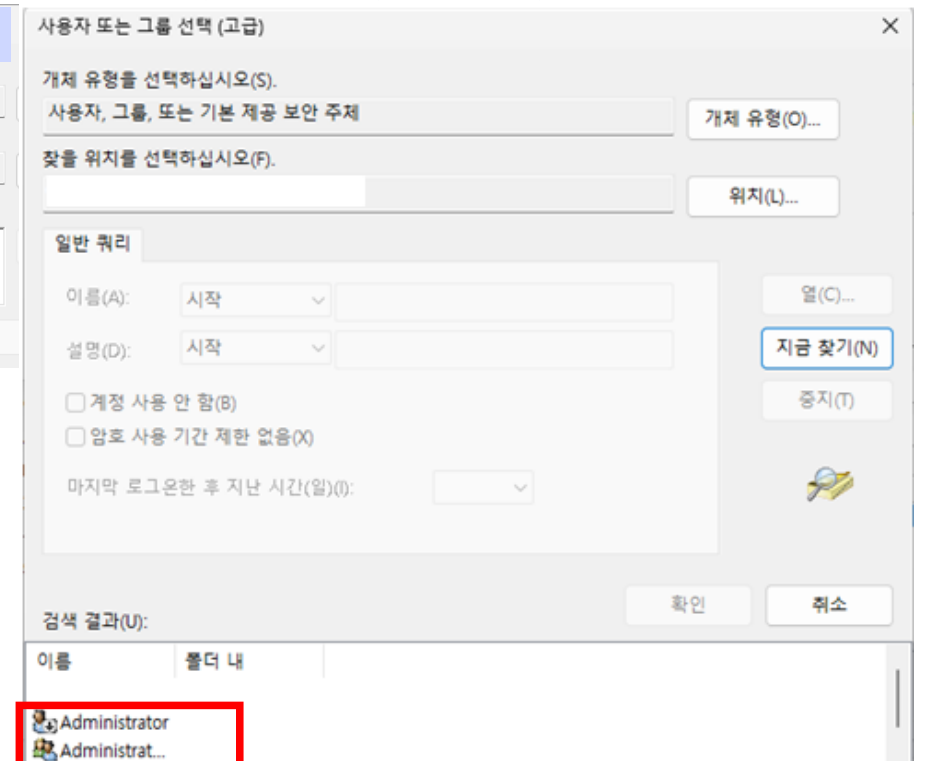 사용자 또는 그룹 선택 (고급)
개체 유형을 선택하십시오(S).
사용자, 그룹, 또는 기본 제공 보안 주체
개체 유형(O)...
찾을 위치를 선택하십시오(F).
위치(L)...
일반 쿼리
이름(A):
시작
열(C)...
설명(D):
시작
지금 찾기(N)
계정 사용 안 함(B)
중지(T)
암호 사용 기간 제한 없음(X)
마지막 로그온한 후 지난 시간(일)(I):
확인
취소
검색 결과(U):
이름
폴더 내
Administrator
Administrat...